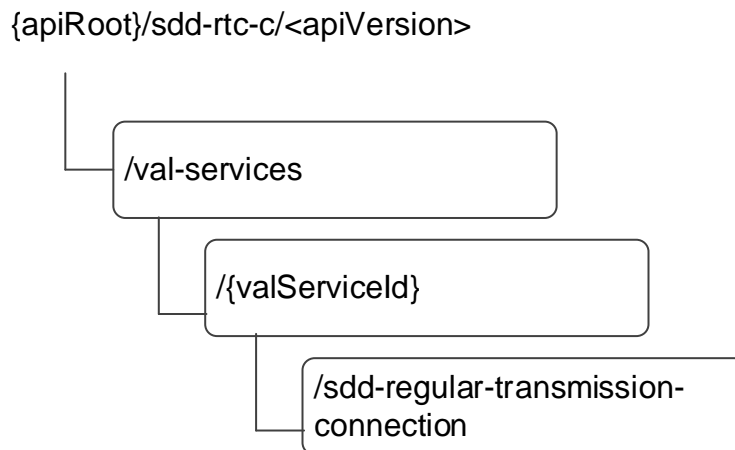 {apiRoot}/sdd-rtc-c/<apiVersion>
/val-services
/{valServiceId}
/sdd-regular-transmission-
connection